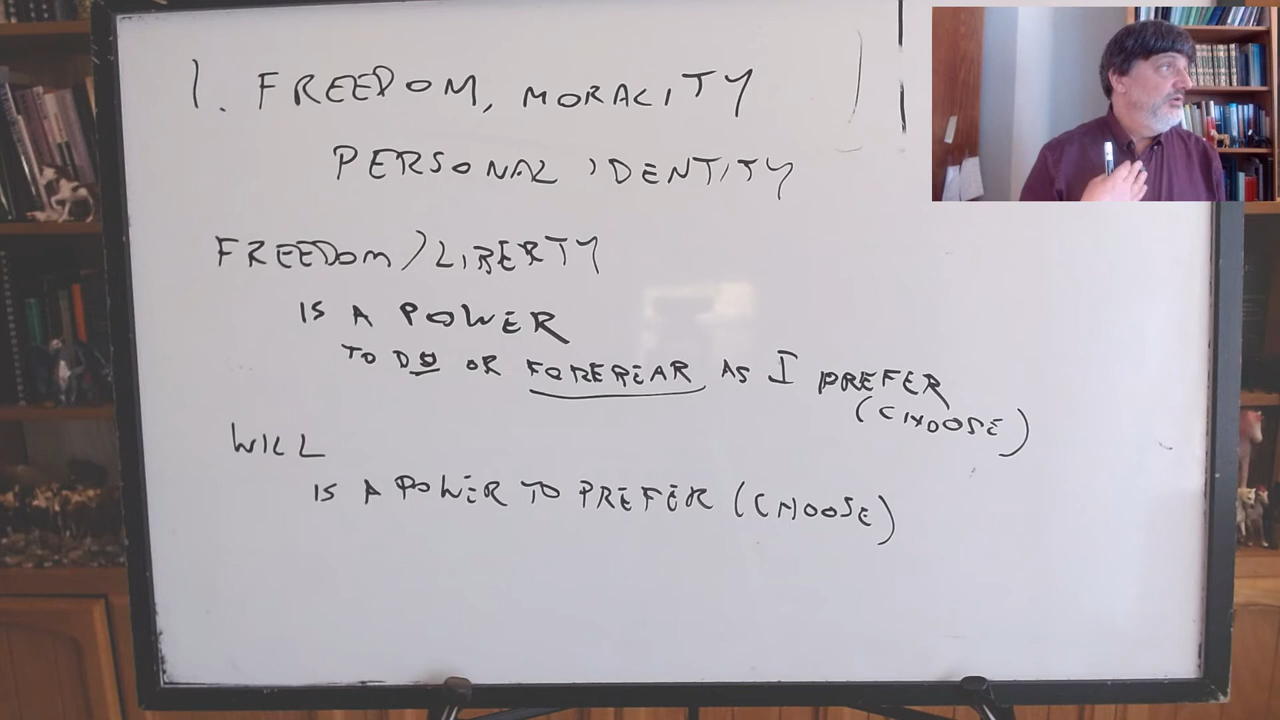 1. FREEDOM, MORALITY
PERSONAL IDENTITY
FREEDOM/LIBERTY
IS A POWER
TO DO OR FOREBEAR AS I PREFER
(CHOOSE)
WILL
IS A POWER TO PREFER (CHOOSE)